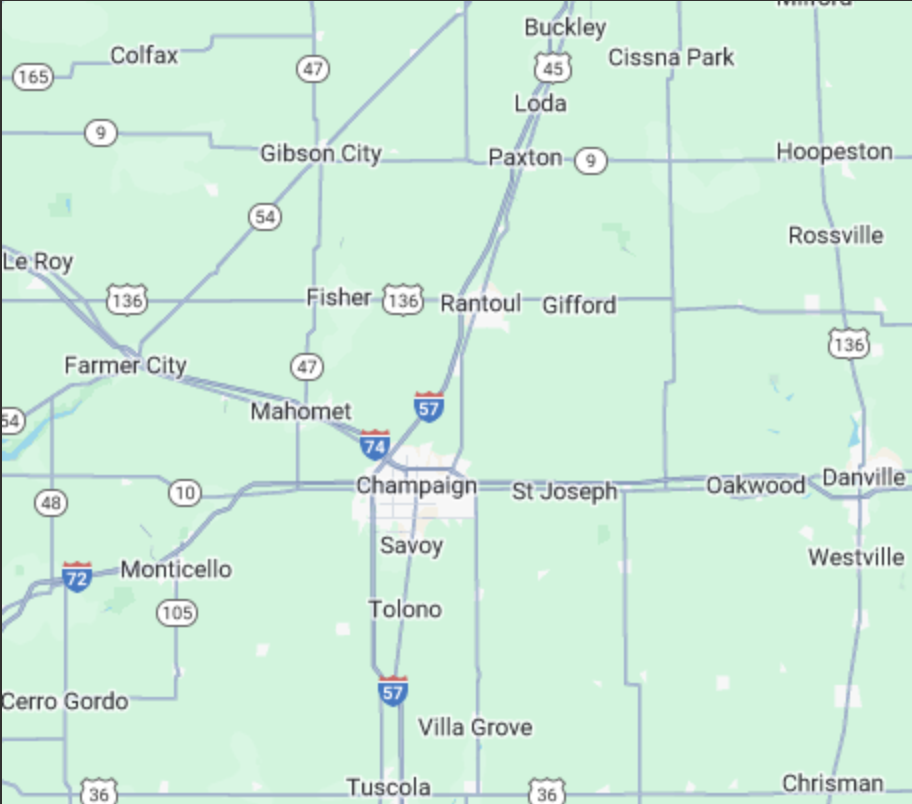 Milford
Buckley
Colfax
Cissna Park
165
47
45
Loda
9
Gibson City
Paxton
9
Hoopeston
54
Rossville
Le Roy
136
Fisher
136
Rantoul
Gifford
136
Farmer City
47
57
Mahomet
54
74
Champaign
10
48
St Joseph
Oakwood
Danville
Savoy
Westville
72
Monticello
105
Tolono
57
Cerro Gordo
Villa Grove
Tuscola
36
36
Chrisman